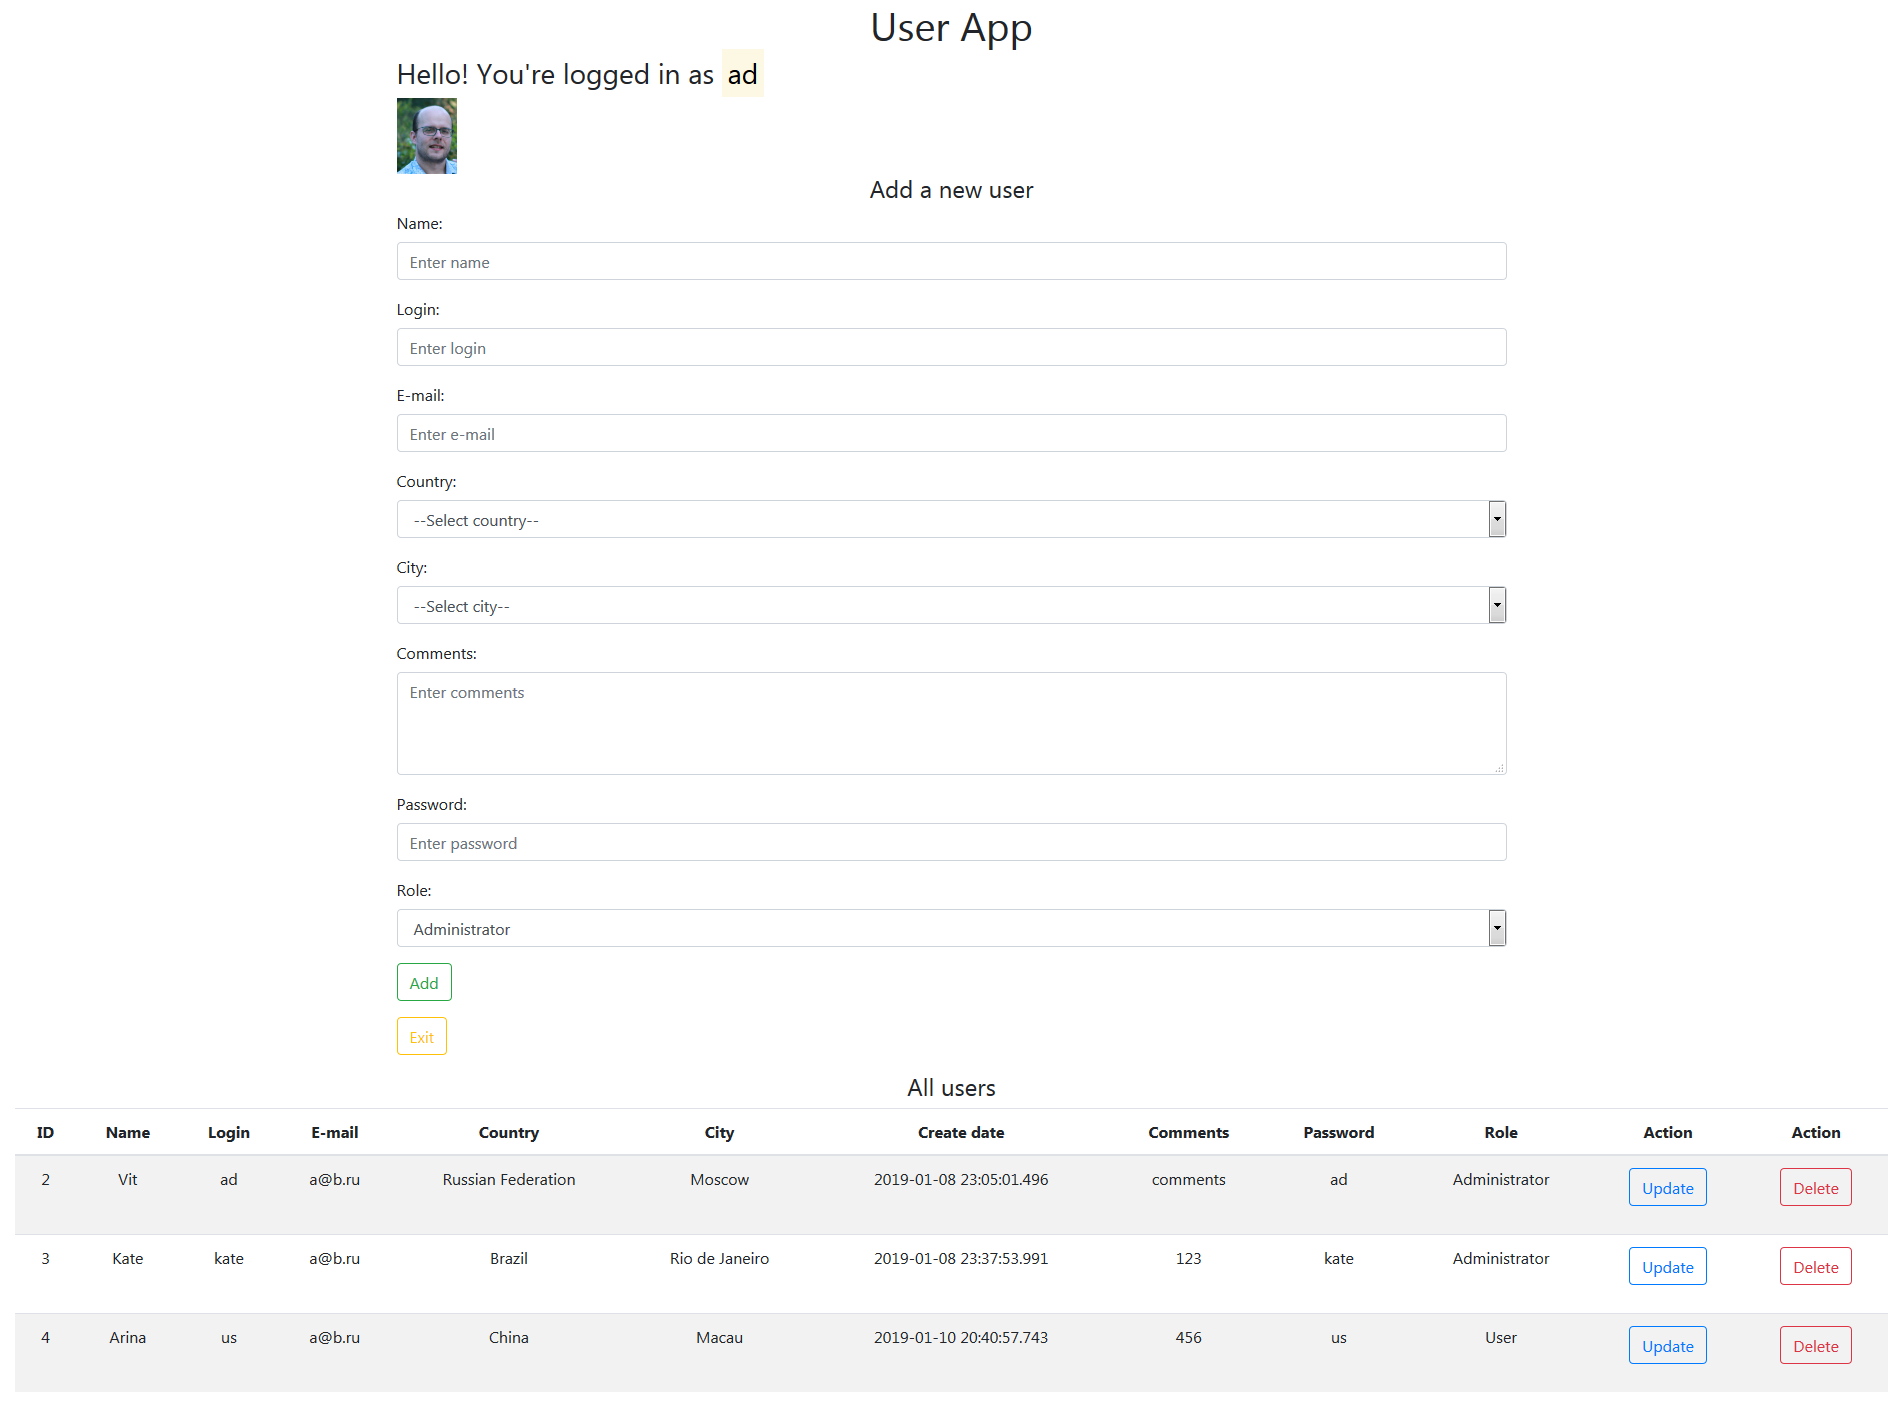 User App
Hello! You're logged in as ad
Add a new user
Name:
Enter name
Login:
Enter login
E-mail:
Enter e-mail
Country:
--Select country--
City:
--Select city--
Comments:
Enter comments
Password:
Enter password
Role:
Administrator
Add
Exit
All users
ID Name Login E-mail Country City Create date Comments Password Role Action Action
2 Vit ad a@b.ru Russian Federation Moscow 2019-01-08 23:05:01.496 comments ad Administrator Update Delete
3 Kate kate a@b.ru Brazil Rio de Janeiro 2019-01-08 23:37:53.991 123 kate Administrator Update Delete
4 Arina us a@b.ru China Macau 2019-01-10 20:40:57.743 456 us User Update Delete